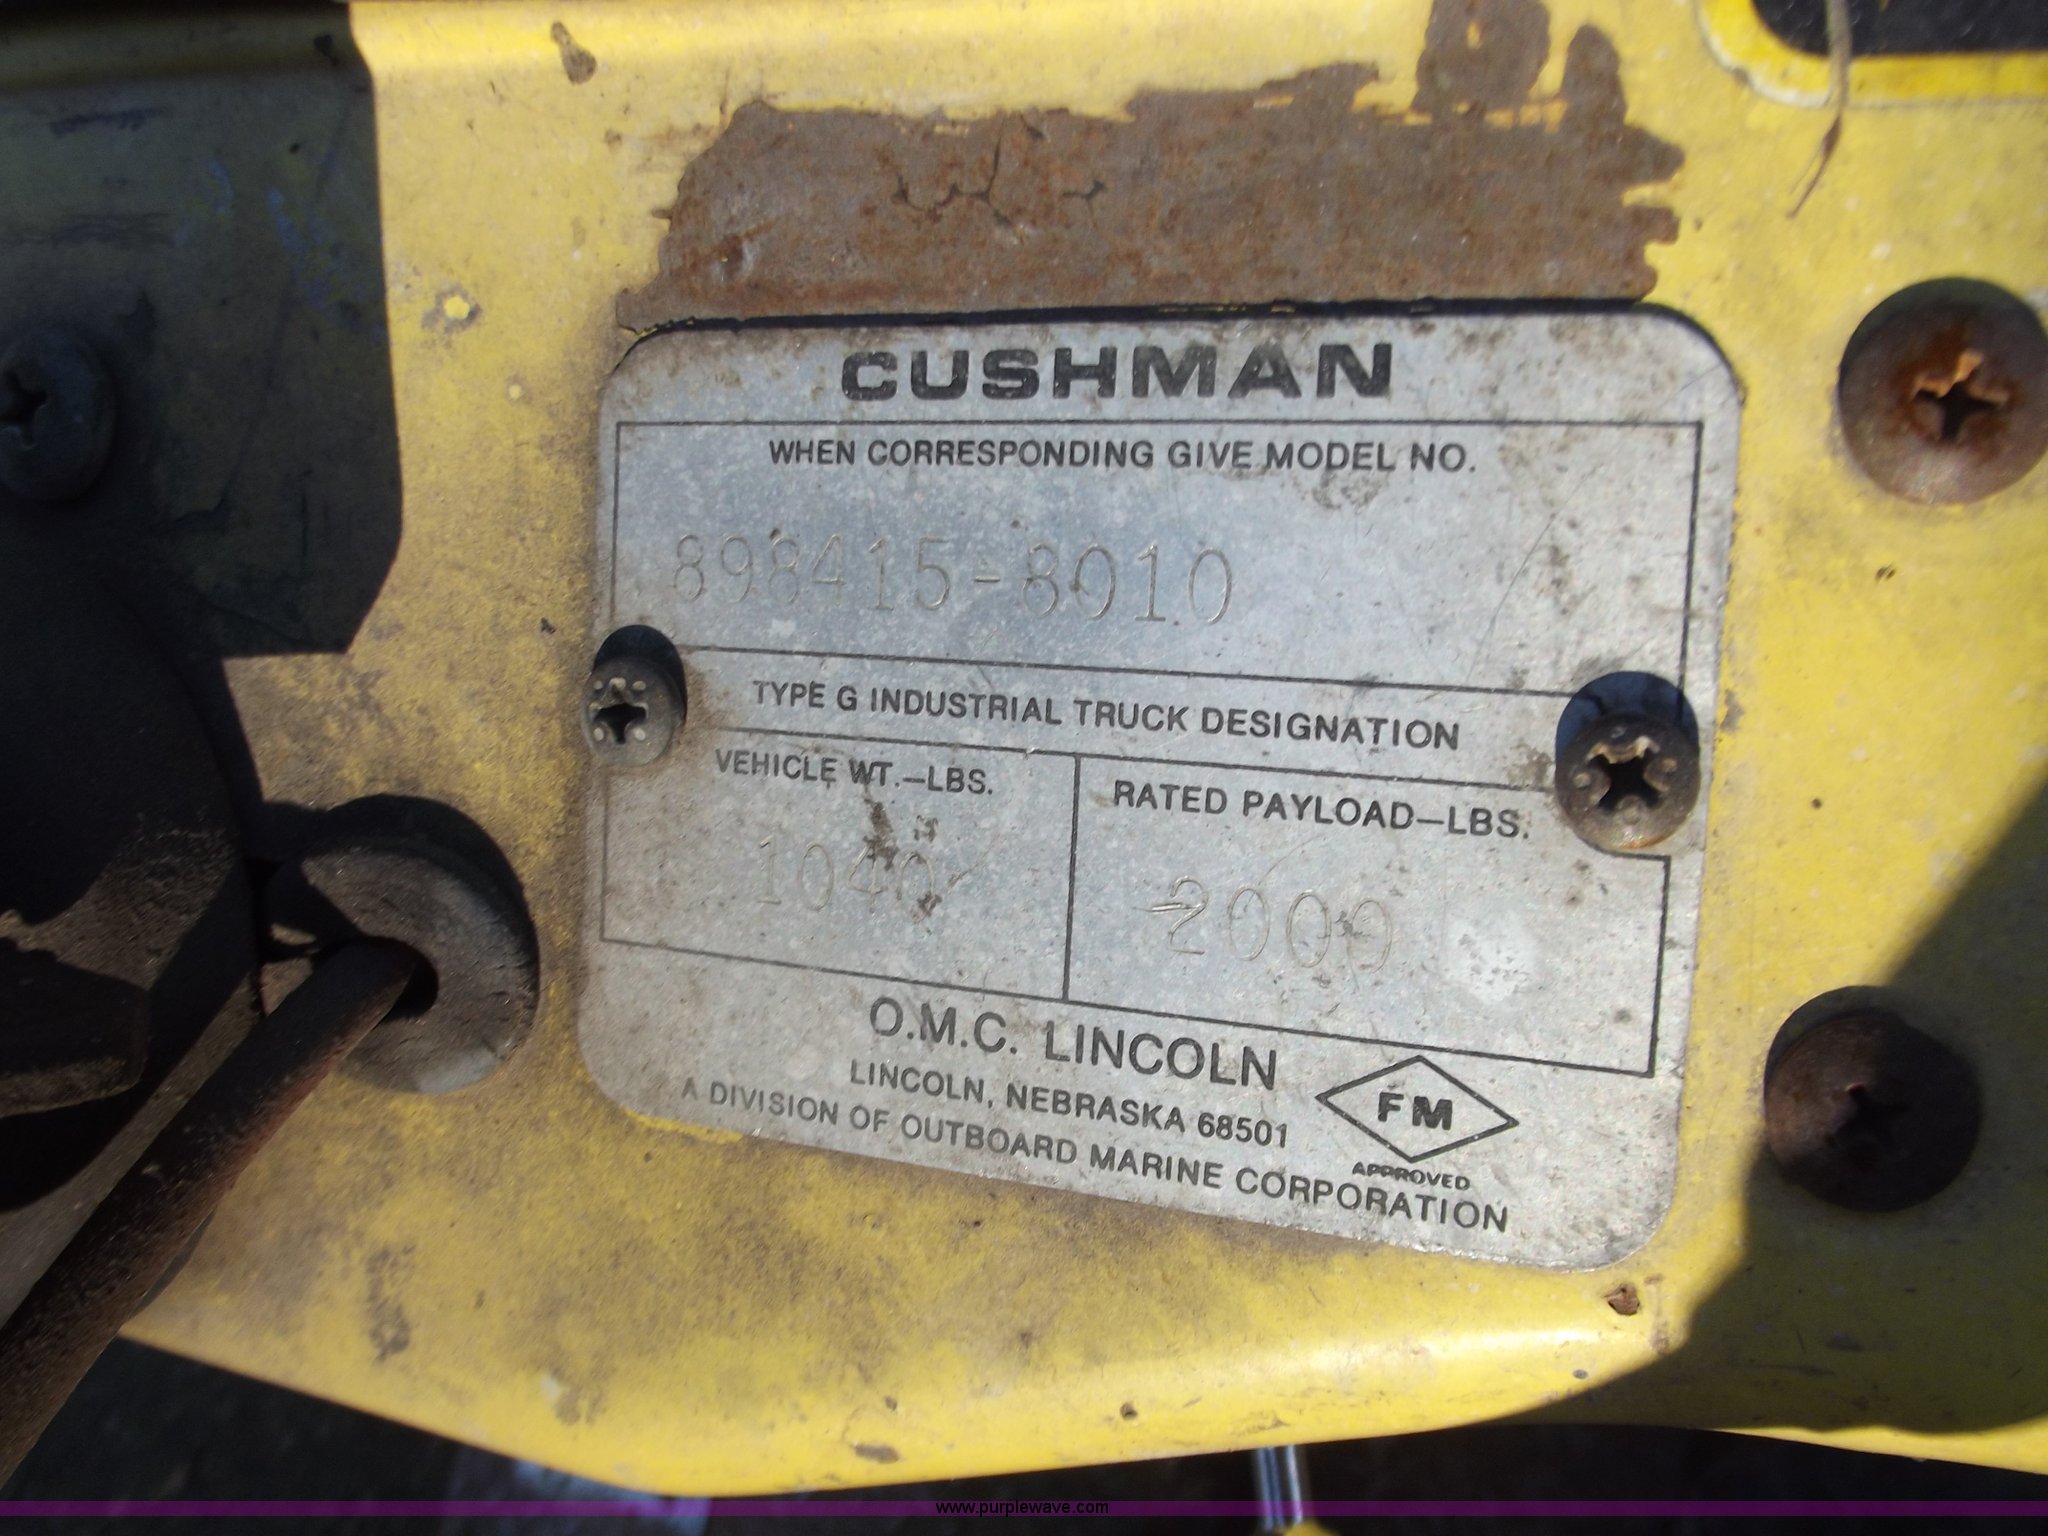 CUSHMAN
WHEN CORRESPONDING GIVE MODEL NO.
898415-8010
TYPE G INDUSTRIAL TRUCK DESIGNATION
VEHICLE WT.—LBS.
1040
RATED PAYLOAD—LBS.
2000
O.M.C. LINCOLN
LINCOLN, NEBRASKA 68501
A DIVISION OF OUTBOARD MARINE CORPORATION
FM
APPROVED
www.purplewave.com